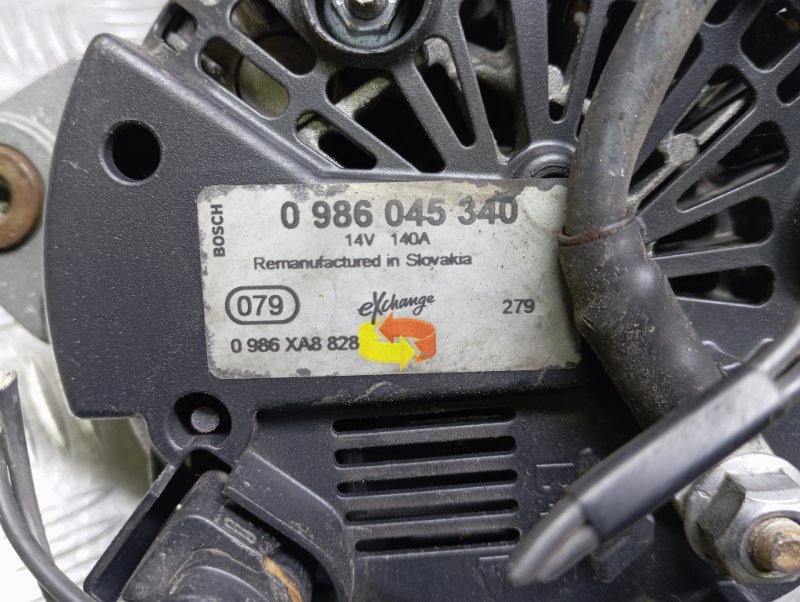 BOSCH
0 986 045 340
14V 140A
Remanufactured in Slovakia
079
eXchange
279
0 986 XA8 828